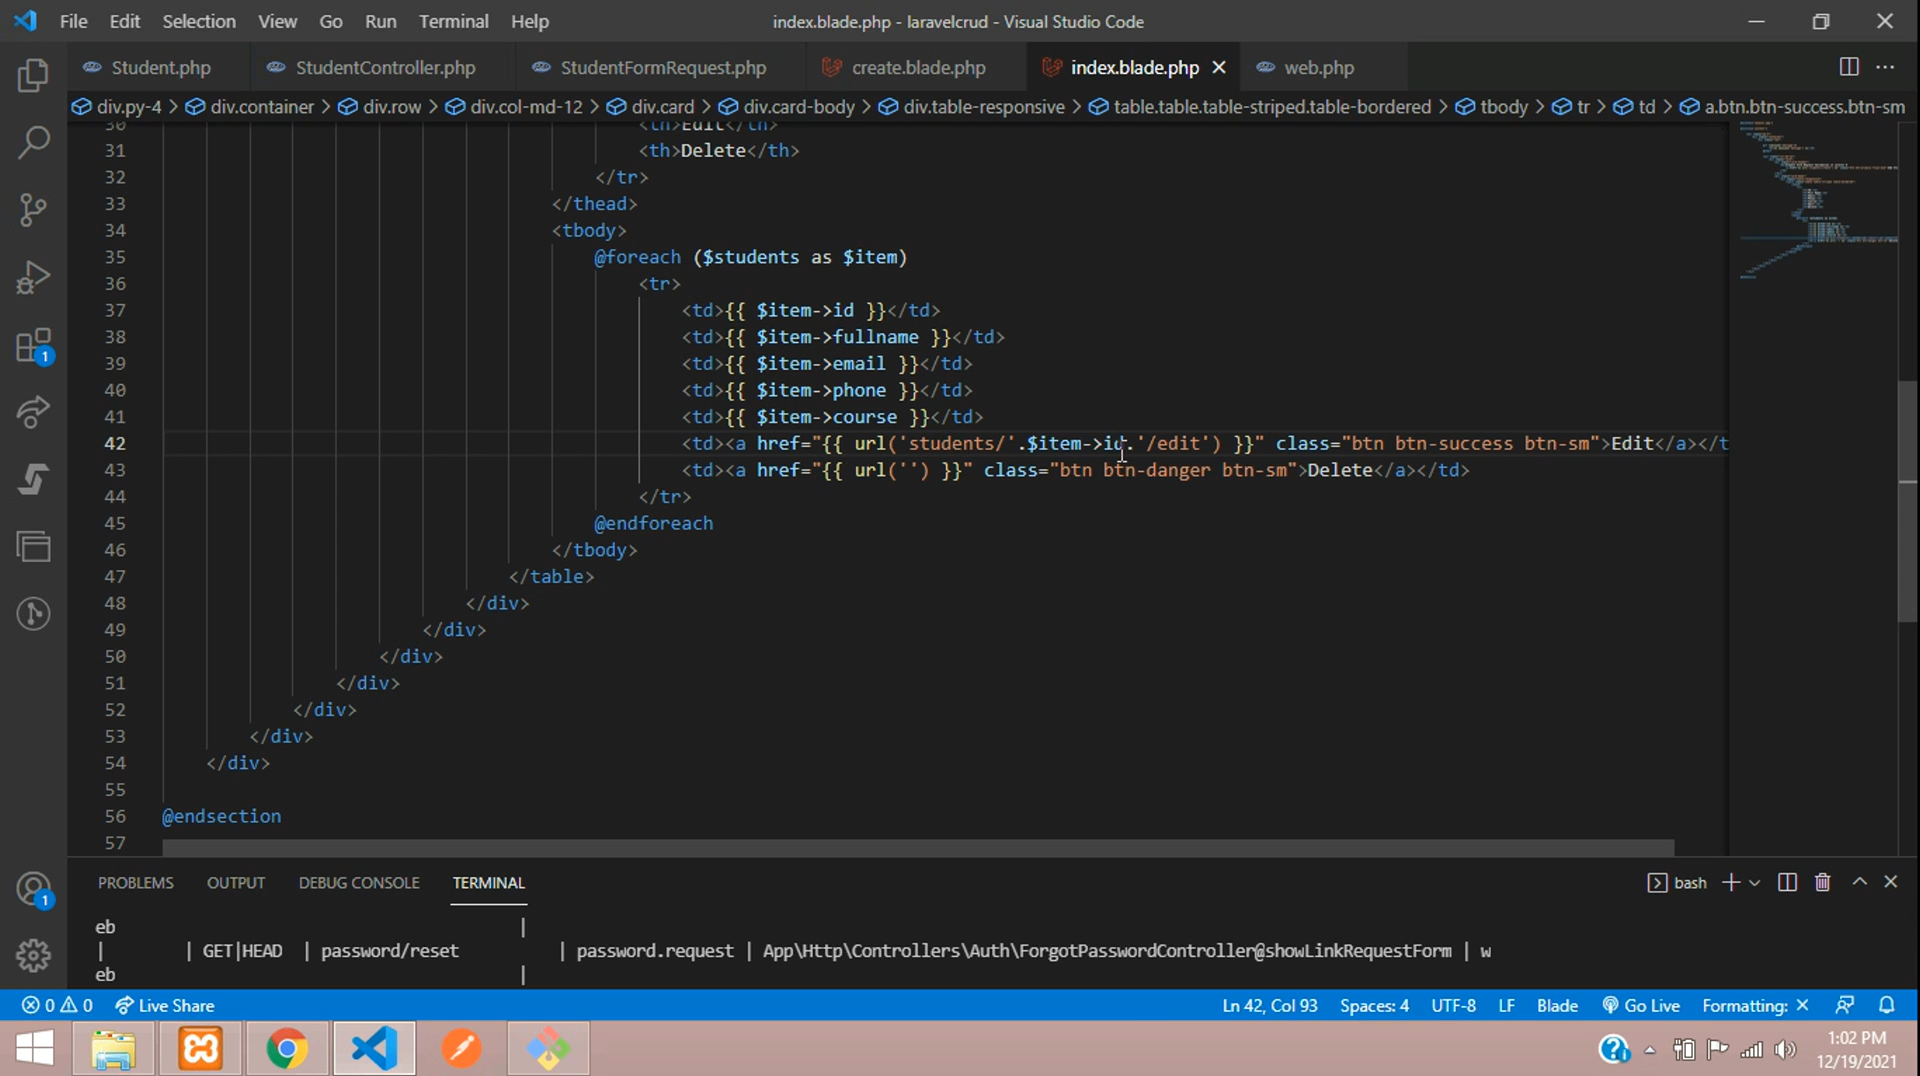 File Edit Selection View Go Run Terminal Help index.blade.php - laravelcrud - Visual Studio Code
Student.php StudentController.php StudentFormRequest.php create.blade.php index.blade.php web.php
div.py-4 > div.container > div.row > div.col-md-12 > div.card > div.card-body > div.table-responsive > table.table.table-striped.table-bordered > tbody > tr > td > a.btn.btn-success.btn-sm
30 <th>Edit</th>
31 <th>Delete</th>
32 </tr>
33 </thead>
34 <tbody>
35 @foreach ($students as $item)
36 <tr>
37 <td>{{ $item->id }}</td>
38 <td>{{ $item->fullname }}</td>
39 <td>{{ $item->email }}</td>
40 <td>{{ $item->phone }}</td>
41 <td>{{ $item->course }}</td>
42 <td><a href="{{ url('students/'.$item->id.'/edit') }}" class="btn btn-success btn-sm">Edit</a></t
43 <td><a href="{{ url('') }}" class="btn btn-danger btn-sm">Delete</a></td>
44 </tr>
45 @endforeach
46 </tbody>
47 </table>
48 </div>
49 </div>
50 </div>
51 </div>
52 </div>
53 </div>
54 </div>
55
56 @endsection
57
PROBLEMS OUTPUT DEBUG CONSOLE TERMINAL bash
eb |
| | GET|HEAD | password/reset | password.request | App\Http\Controllers\Auth\ForgotPasswordController@showLinkRequestForm | w
eb |
0 0 Live Share Ln 42, Col 93 Spaces: 4 UTF-8 LF Blade Go Live Formatting: ×
1:02 PM
12/19/2021